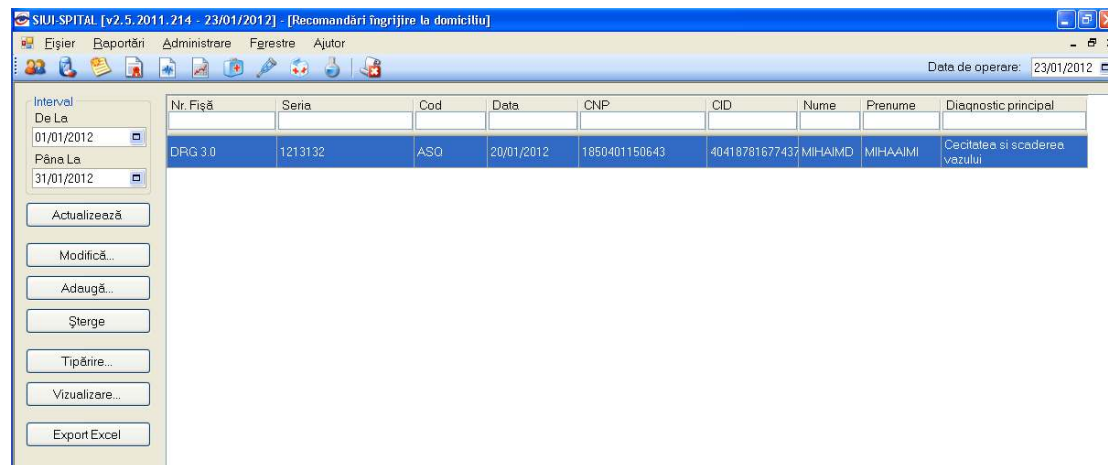 SIUI-SPITAL [v2.5.2011.214 - 23/01/2012] - [Recomandări îngrijire la domiciliu]
Fişier Raportări Administrare Ferestre Ajutor
Data de operare: 23/01/2012
Interval
De La
01/01/2012
Pâna La
31/01/2012
Actualizează
Modifică...
Adaugă...
Şterge
Tipărire...
Vizualizare...
Export Excel
Nr. Fişă Seria Cod Data CNP CID Nume Prenume Diagnostic principal
DRG 3.0 1213132 ASQ 20/01/2012 1850401150643 40418781677437 MIHAIMD MIHAAIMI Cecitatea si scaderea
vazului